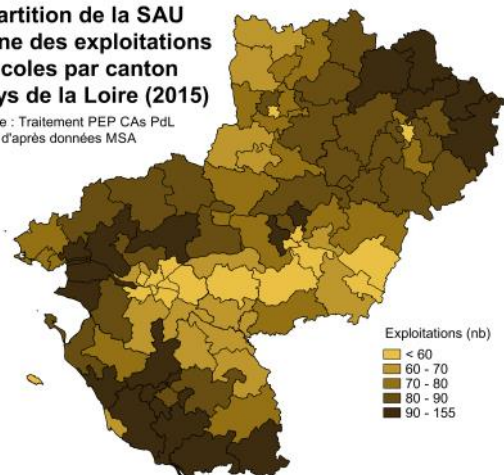 artition de la SAU
ne des exploitations
coles par canton
ys de la Loire (2015)
e : Traitement PEP CAs PdL
d'après données MSA
Exploitations (nb)
< 60
60 - 70
70 - 80
80 - 90
90 - 155